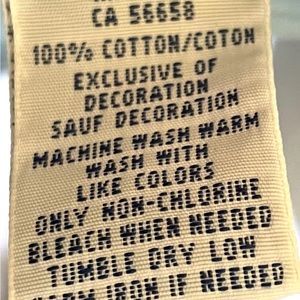 CA 56658
100% COTTON/COTON
EXCLUSIVE OF
DECORATION
SAUF DECORATION
MACHINE WASH WARM
WASH WITH
LIKE COLORS
ONLY NON-CHLORINE
BLEACH WHEN NEEDED
TUMBLE DRY LOW
WARM IRON IF NEEDED